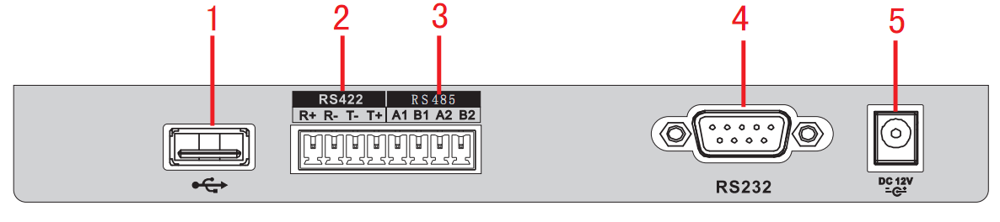 1 2 3 4 5
RS422 RS485
R+ R- T- T+ A1 B1 A2 B2
RS232
DC 12V
- +